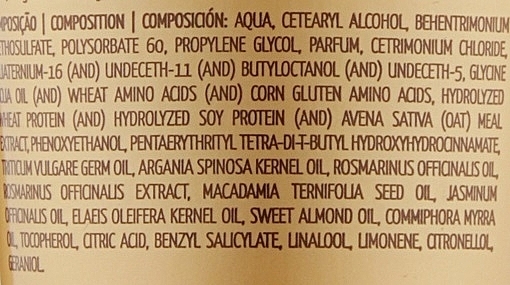 MPOSIÇÃO | COMPOSITION | COMPOSICIÓN: AQUA, CETEARYL ALCOHOL, BEHENTRIMONIUM
ETHOSULFATE, POLYSORBATE 60, PROPYLENE GLYCOL, PARFUM, CETRIMONIUM CHLORIDE,
QUATERNIUM-16 (AND) UNDECETH-11 (AND) BUTYLOCTANOL (AND) UNDECETH-5, GLYCINE
OJA OIL (AND) WHEAT AMINO ACIDS (AND) CORN GLUTEN AMINO ACIDS, HYDROLYZED
WHEAT PROTEIN (AND) HYDROLYZED SOY PROTEIN (AND) AVENA SATIVA (OAT) MEAL
EXTRACT, PHENOXYETHANOL, PENTAERYTHRITYL TETRA-DI-T-BUTYL HYDROXYHYDROCINNAMATE,
TRITICUM VULGARE GERM OIL, ARGANIA SPINOSA KERNEL OIL, ROSMARINUS OFFICINALIS OIL,
ROSMARINUS OFFICINALIS EXTRACT, MACADAMIA TERNIFOLIA SEED OIL, JASMINUM
OFFICINALIS OIL, ELAEIS OLEIFERA KERNEL OIL, SWEET ALMOND OIL, COMMIPHORA MYRRA
OIL, TOCOPHEROL, CITRIC ACID, BENZYL SALICYLATE, LINALOOL, LIMONENE, CITRONELLOL,
GERANIOL.